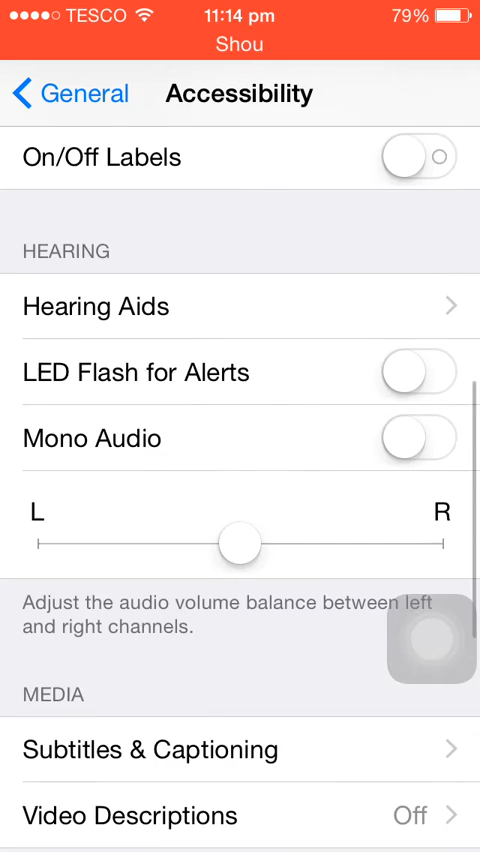 TESCO 11:14 pm 79%
Shou
General Accessibility
On/Off Labels
HEARING
Hearing Aids
LED Flash for Alerts
Mono Audio
L R
Adjust the audio volume balance between left
and right channels.
MEDIA
Subtitles & Captioning
Video Descriptions Off